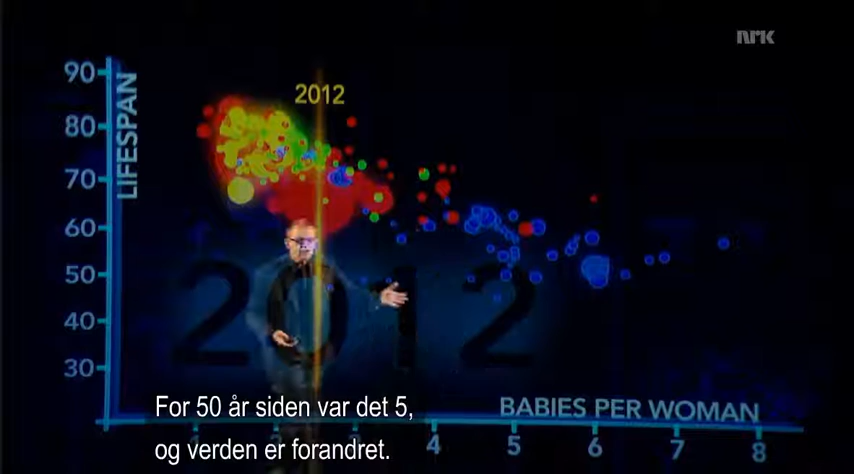 nrk
90
80
70
60
50
40
30
LIFESPAN
2012
2012
BABIES PER WOMAN
4 5 6 7 8
For 50 år siden var det 5,
og verden er forandret.